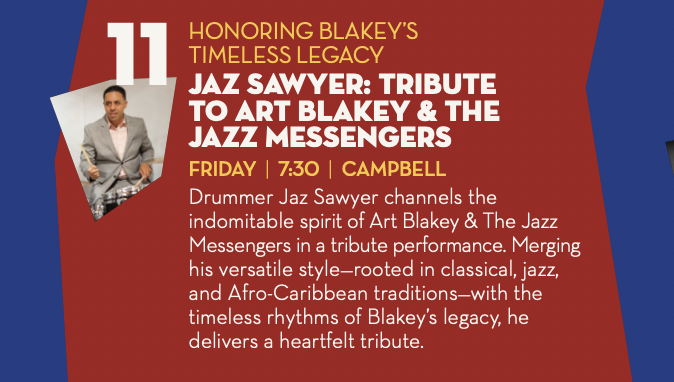 11
HONORING BLAKEY'S
TIMELESS LEGACY
JAZ SAWYER: TRIBUTE
TO ART BLAKEY & THE
JAZZ MESSENGERS
FRIDAY | 7:30 | CAMPBELL
Drummer Jaz Sawyer channels the
indomitable spirit of Art Blakey & The Jazz
Messengers in a tribute performance. Merging
his versatile style—rooted in classical, jazz,
and Afro-Caribbean traditions—with the
timeless rhythms of Blakey's legacy, he
delivers a heartfelt tribute.